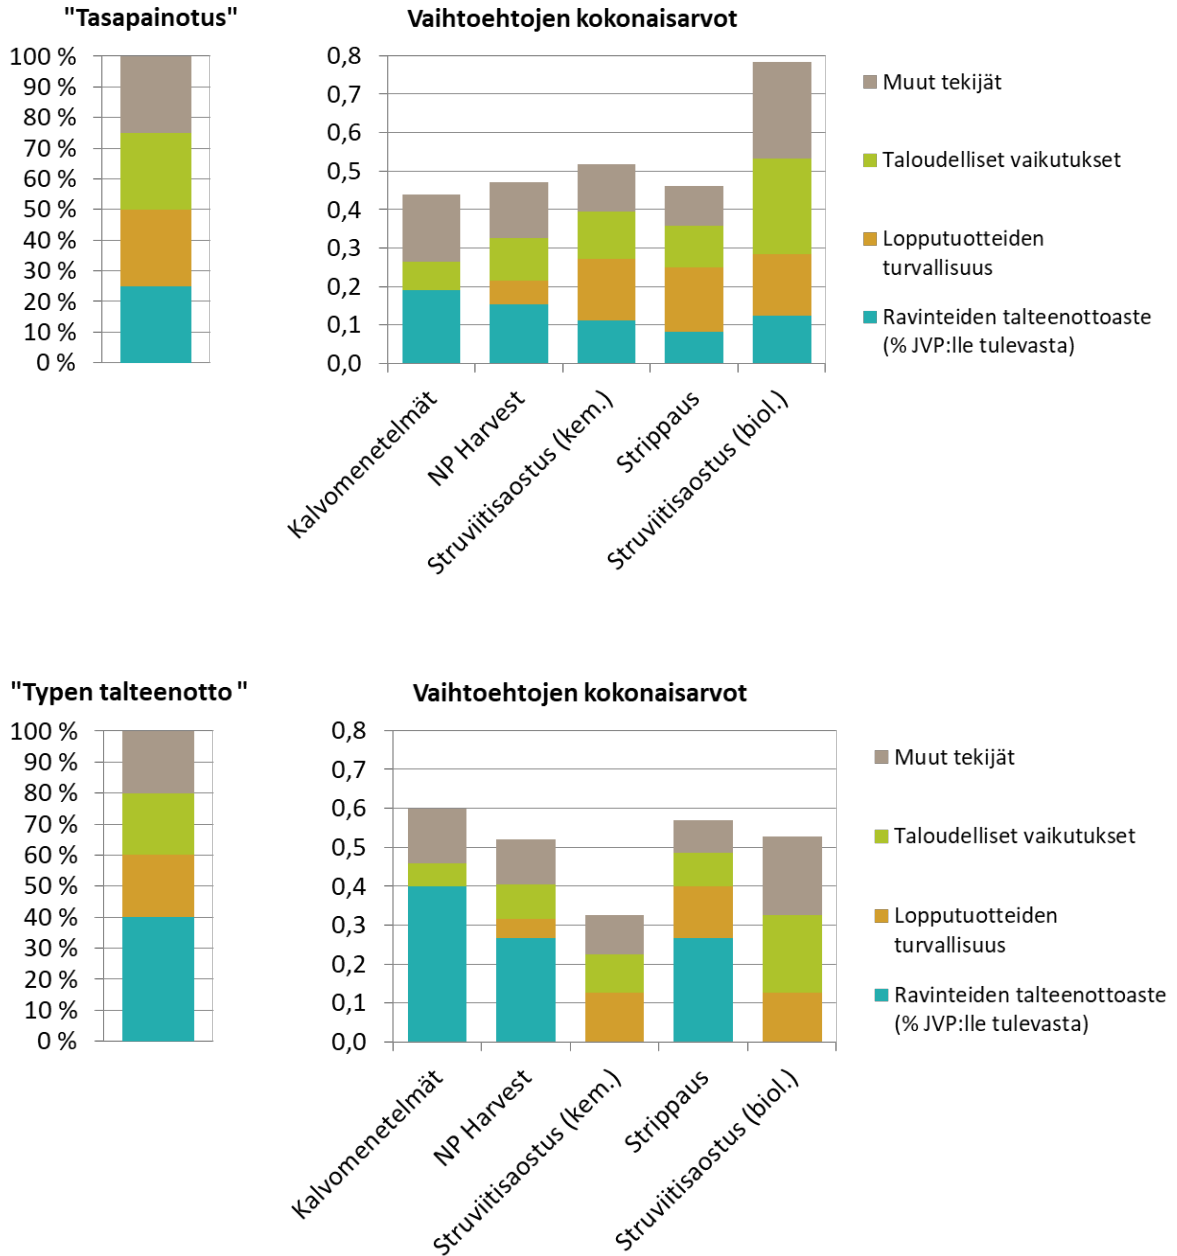 "Tasapainotus"
100 %
90 %
80 %
70 %
60 %
50 %
40 %
30 %
20 %
10 %
0 %
Vaihtoehtojen kokonaisarvot
0,8
0,7
0,6
0,5
0,4
0,3
0,2
0,1
0,0
Kalvomenetelmät
NP Harvest
Struviitisaostus (kem.)
Strippaus
Struviitisaostus (biol.)
Muut tekijät
Taloudelliset vaikutukset
Lopputuotteiden
turvallisuus
Ravinteiden talteenottoaste
(% JVP:lle tulevasta)
"Typen talteenotto "
100 %
90 %
80 %
70 %
60 %
50 %
40 %
30 %
20 %
10 %
0 %
Vaihtoehtojen kokonaisarvot
0,8
0,7
0,6
0,5
0,4
0,3
0,2
0,1
0,0
Kalvomenetelmät
NP Harvest
Struviitisaostus (kem.)
Strippaus
Struviitisaostus (biol.)
Muut tekijät
Taloudelliset vaikutukset
Lopputuotteiden
turvallisuus
Ravinteiden talteenottoaste
(% JVP:lle tulevasta)